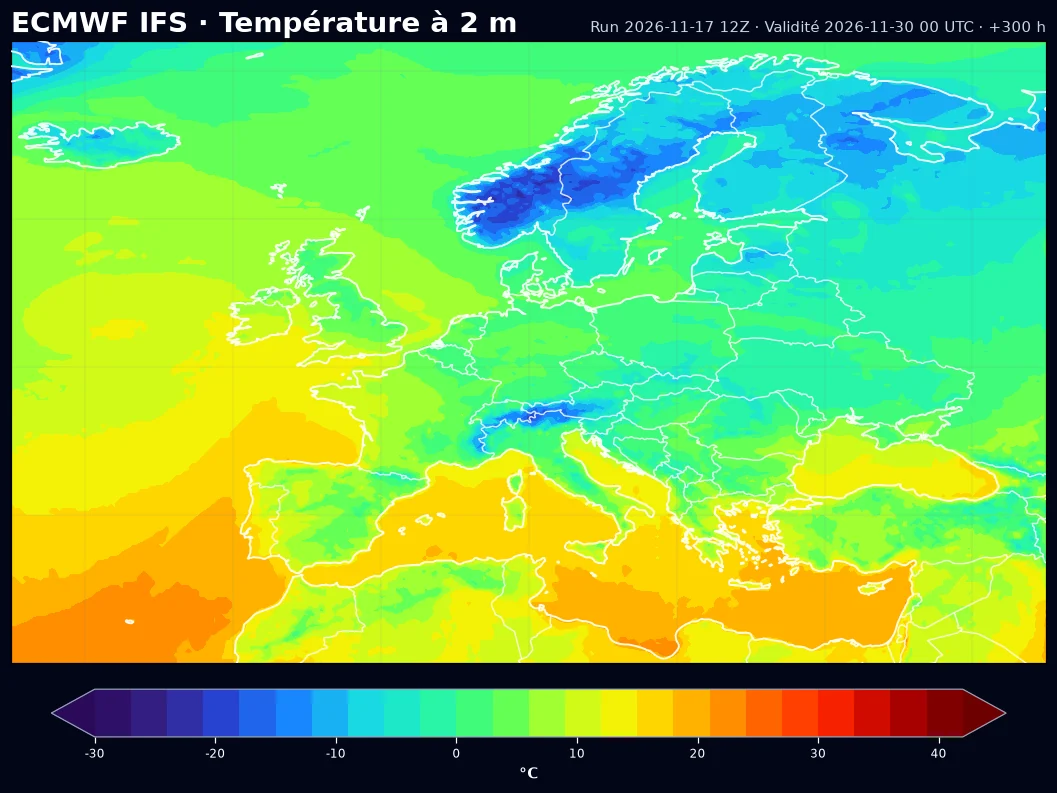 ECMWF IFS · Température à 2 m
Run 2026-11-17 12Z · Validité 2026-11-30 00 UTC · +300 h
-30 -20 -10 0 10 20 30 40
°C